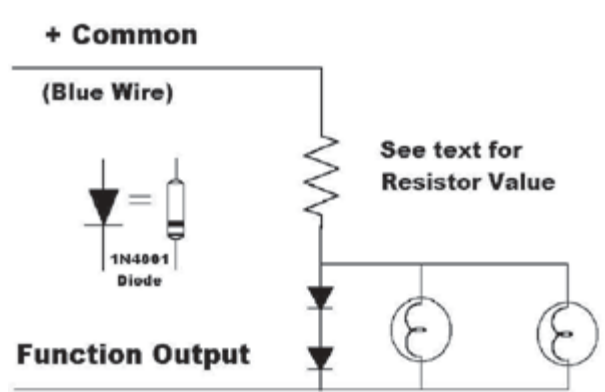 + Common
(Blue Wire)
See text for
Resistor Value
1N4001
Diode
Function Output